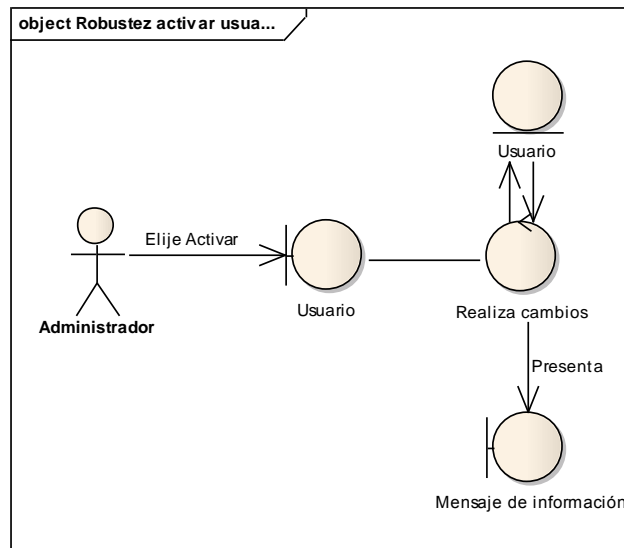 object Robustez activar usua...
Usuario
Elije Activar
Administrador
Usuario
Realiza cambios
Presenta
Mensaje de información